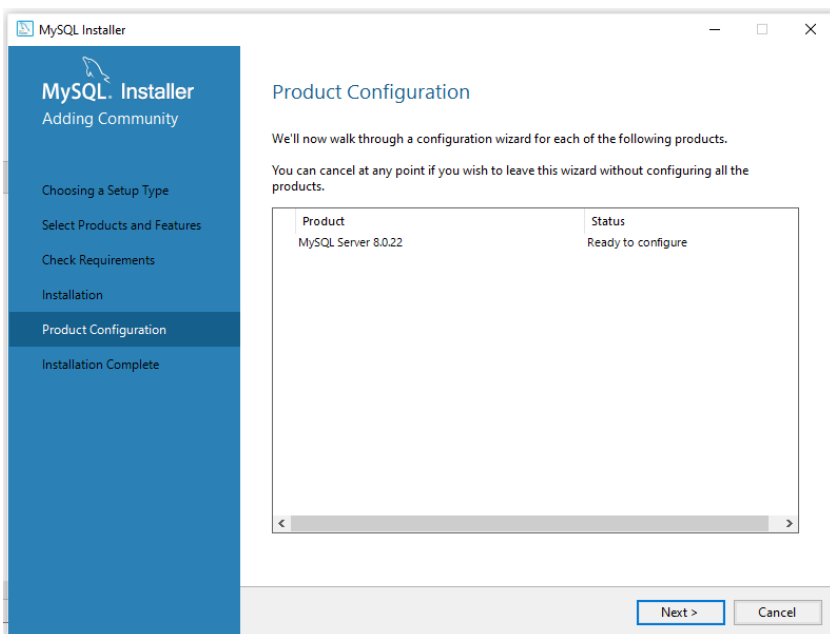 MySQL Installer
MySQL. Installer
Adding Community
Choosing a Setup Type
Select Products and Features
Check Requirements
Installation
Product Configuration
Installation Complete
Product Configuration
We'll now walk through a configuration wizard for each of the following products.
You can cancel at any point if you wish to leave this wizard without configuring all the
products.
Product Status
MySQL Server 8.0.22 Ready to configure
Next > Cancel